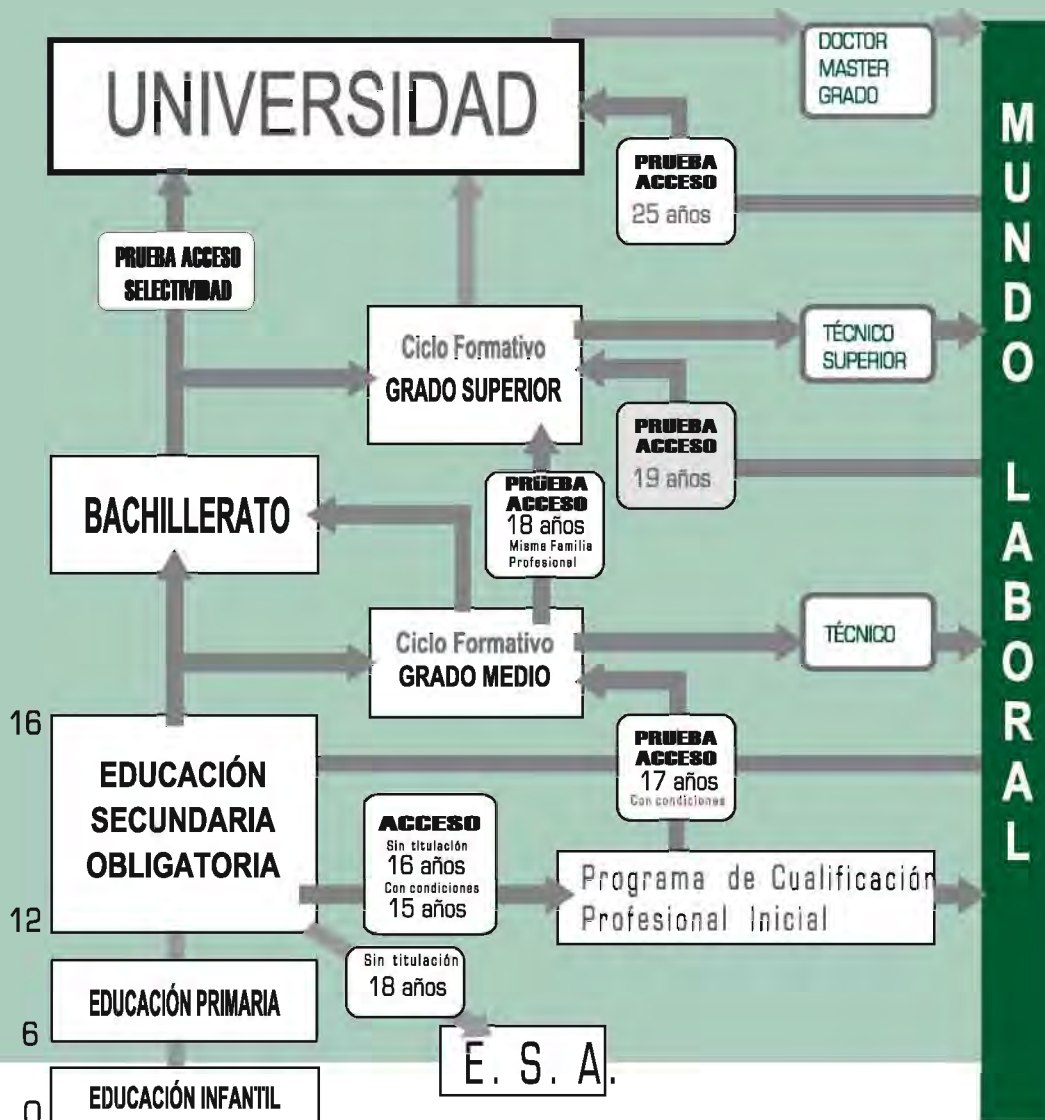 UNIVERSIDAD
DOCTOR
MASTER
GRADO
PRUEBA
ACCESO
25 años
PRUEBA ACCESO
SELECTIVIDAD
Ciclo Formativo
GRADO SUPERIOR
TÉCNICO
SUPERIOR
PRUEBA
ACCESO
19 años
BACHILLERATO
PRUEBA
ACCESO
18 años
Misma Familia
Profesional
Ciclo Formativo
GRADO MEDIO
TÉCNICO
16
EDUCACIÓN
SECUNDARIA
OBLIGATORIA
12
PRUEBA
ACCESO
17 años
Con condiciones
ACCESO
Sin titulación
16 años
Con condiciones
15 años
Programa de Cualificación
Profesional Inicial
Sin titulación
18 años
EDUCACIÓN PRIMARIA
6
E. S. A.
EDUCACIÓN INFANTIL
0
MUNDO LABORAL